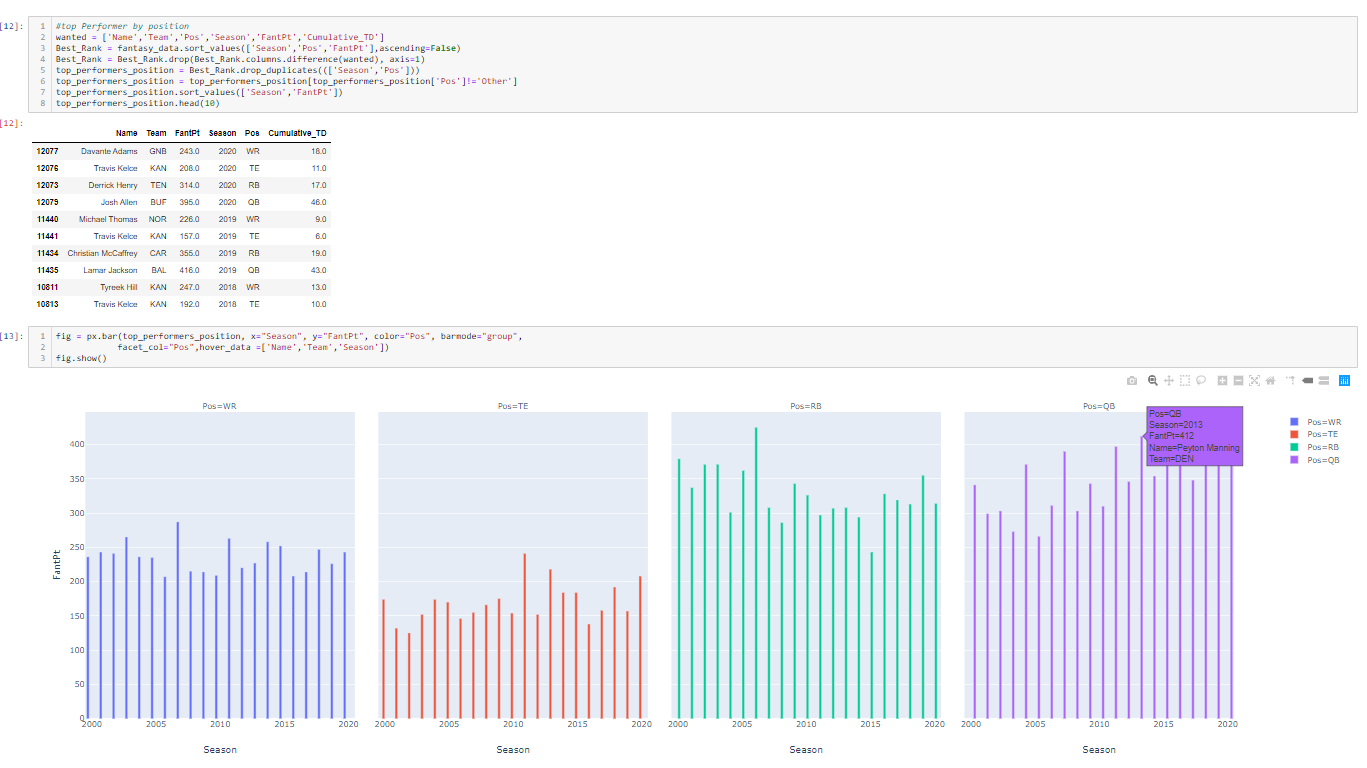 [12]:
1 #top Performer by position
2 wanted = ['Name','Team','Pos','Season','FantPt','Cumulative_TD']
3 Best_Rank = fantasy_data.sort_values(['Season','Pos','FantPt'],ascending=False)
4 Best_Rank = Best_Rank.drop(Best_Rank.columns.difference(wanted), axis=1)
5 top_performers_position = Best_Rank.drop_duplicates((['Season','Pos']))
6 top_performers_position = top_performers_position[top_performers_position['Pos']!='Other']
7 top_performers_position.sort_values(['Season','FantPt'])
8 top_performers_position.head(10)
[12]:
Name Team FantPt Season Pos Cumulative_TD
12077 Davante Adams GNB 243.0 2020 WR 18.0
12076 Travis Kelce KAN 208.0 2020 TE 11.0
12073 Derrick Henry TEN 314.0 2020 RB 17.0
12079 Josh Allen BUF 395.0 2020 QB 46.0
11440 Michael Thomas NOR 226.0 2019 WR 9.0
11441 Travis Kelce KAN 157.0 2019 TE 6.0
11434 Christian McCaffrey CAR 355.0 2019 RB 19.0
11435 Lamar Jackson BAL 416.0 2019 QB 43.0
10811 Tyreek Hill KAN 247.0 2018 WR 13.0
10813 Travis Kelce KAN 192.0 2018 TE 10.0
[13]:
1 fig = px.bar(top_performers_position, x="Season", y="FantPt", color="Pos", barmode="group",
2 facet_col="Pos",hover_data =['Name','Team','Season'])
3 fig.show()
Pos=WR Pos=TE Pos=RB Pos=QB
Pos=QB
Season=2013
FantPt=412
Name=Peyton Manning
Team=DEN
Pos=WR
Pos=TE
Pos=RB
Pos=QB
400
350
300
250
200
150
100
50
0
FantPt
2000 2005 2010 2015 2020 2000 2005 2010 2015 2020 2000 2005 2010 2015 2020 2000 2005 2010 2015 2020
Season Season Season Season